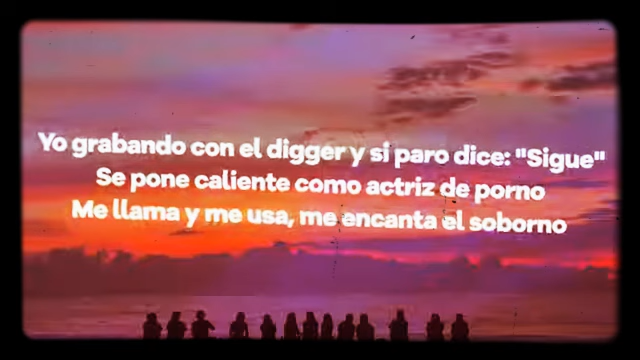 Yo grabando con el digger y si paro dice: "Sigue"
Se pone caliente como actriz de porno
Me llama y me usa, me encanta el soborno